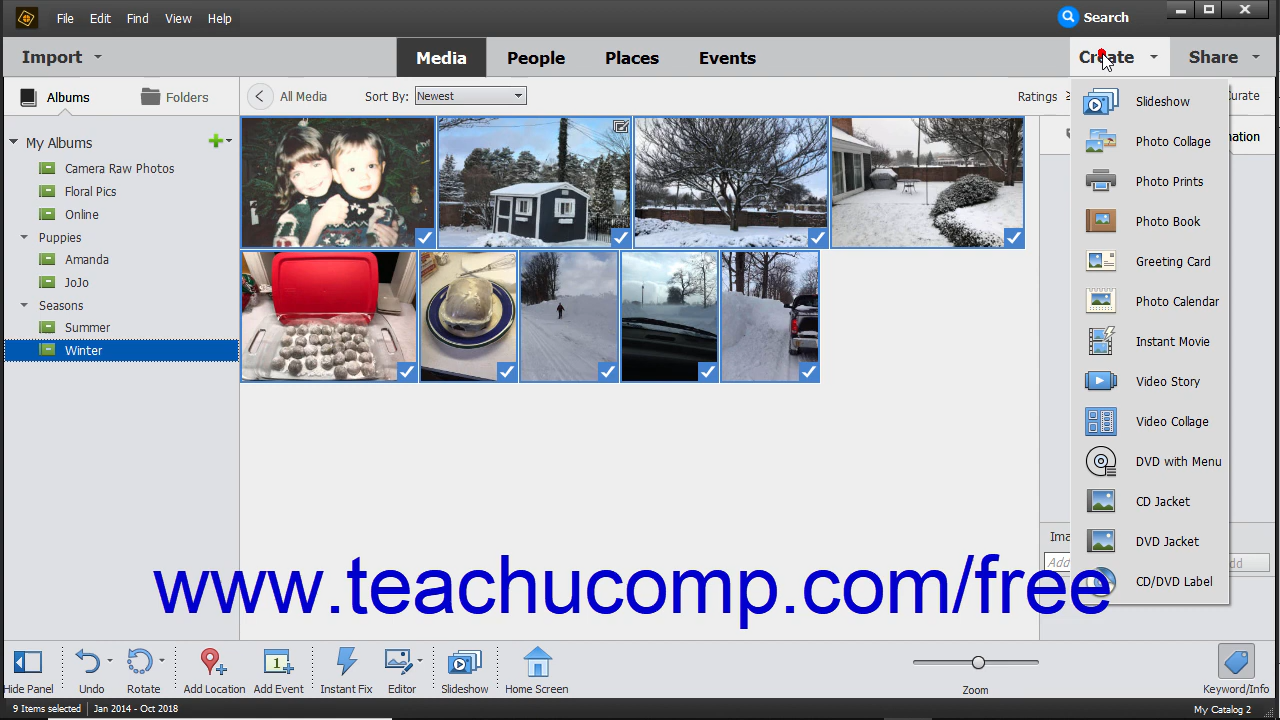 File Edit Find View Help Search
Import Media People Places Events Create Share
Albums Folders All Media Sort By: Newest Ratings
My Albums
Camera Raw Photos
Floral Pics
Online
Puppies
Amanda
JoJo
Seasons
Summer
Winter
Slideshow
Photo Collage
Photo Prints
Photo Book
Greeting Card
Photo Calendar
Instant Movie
Video Story
Video Collage
DVD with Menu
CD Jacket
DVD Jacket
CD/DVD Label
www.teachucomp.com/free
Hide Panel Undo Rotate Add Location Add Event Instant Fix Editor Slideshow Home Screen Zoom Keyword/Info
9 Items selected Jan 2014 - Oct 2018 My Catalog 2